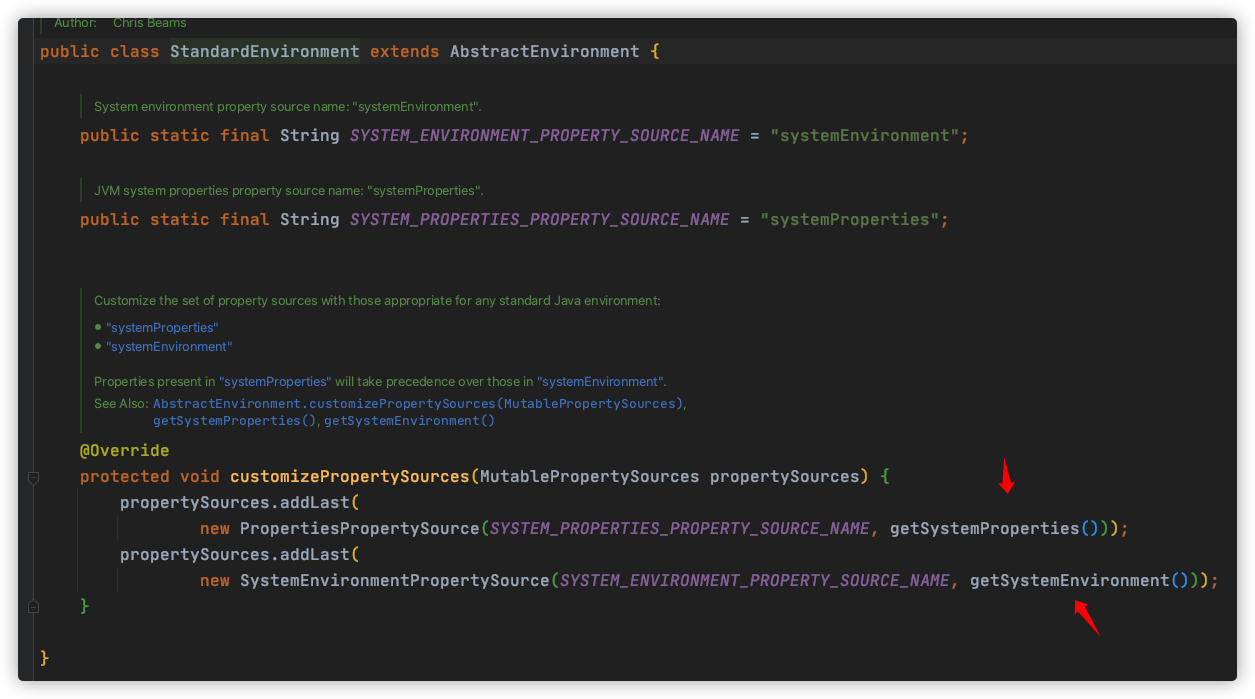 Author: Chris Beams
public class StandardEnvironment extends AbstractEnvironment {
System environment property source name: "systemEnvironment".
public static final String SYSTEM_ENVIRONMENT_PROPERTY_SOURCE_NAME = "systemEnvironment";
JVM system properties property source name: "systemProperties".
public static final String SYSTEM_PROPERTIES_PROPERTY_SOURCE_NAME = "systemProperties";
Customize the set of property sources with those appropriate for any standard Java environment:
● "systemProperties"
● "systemEnvironment"
Properties present in "systemProperties" will take precedence over those in "systemEnvironment".
See Also: AbstractEnvironment.customizePropertySources(MutablePropertySources),
getSystemProperties(), getSystemEnvironment()
@Override
protected void customizePropertySources(MutablePropertySources propertySources) {
propertySources.addLast(
new PropertiesPropertySource(SYSTEM_PROPERTIES_PROPERTY_SOURCE_NAME, getSystemProperties()));
propertySources.addLast(
new SystemEnvironmentPropertySource(SYSTEM_ENVIRONMENT_PROPERTY_SOURCE_NAME, getSystemEnvironment()));
}
}